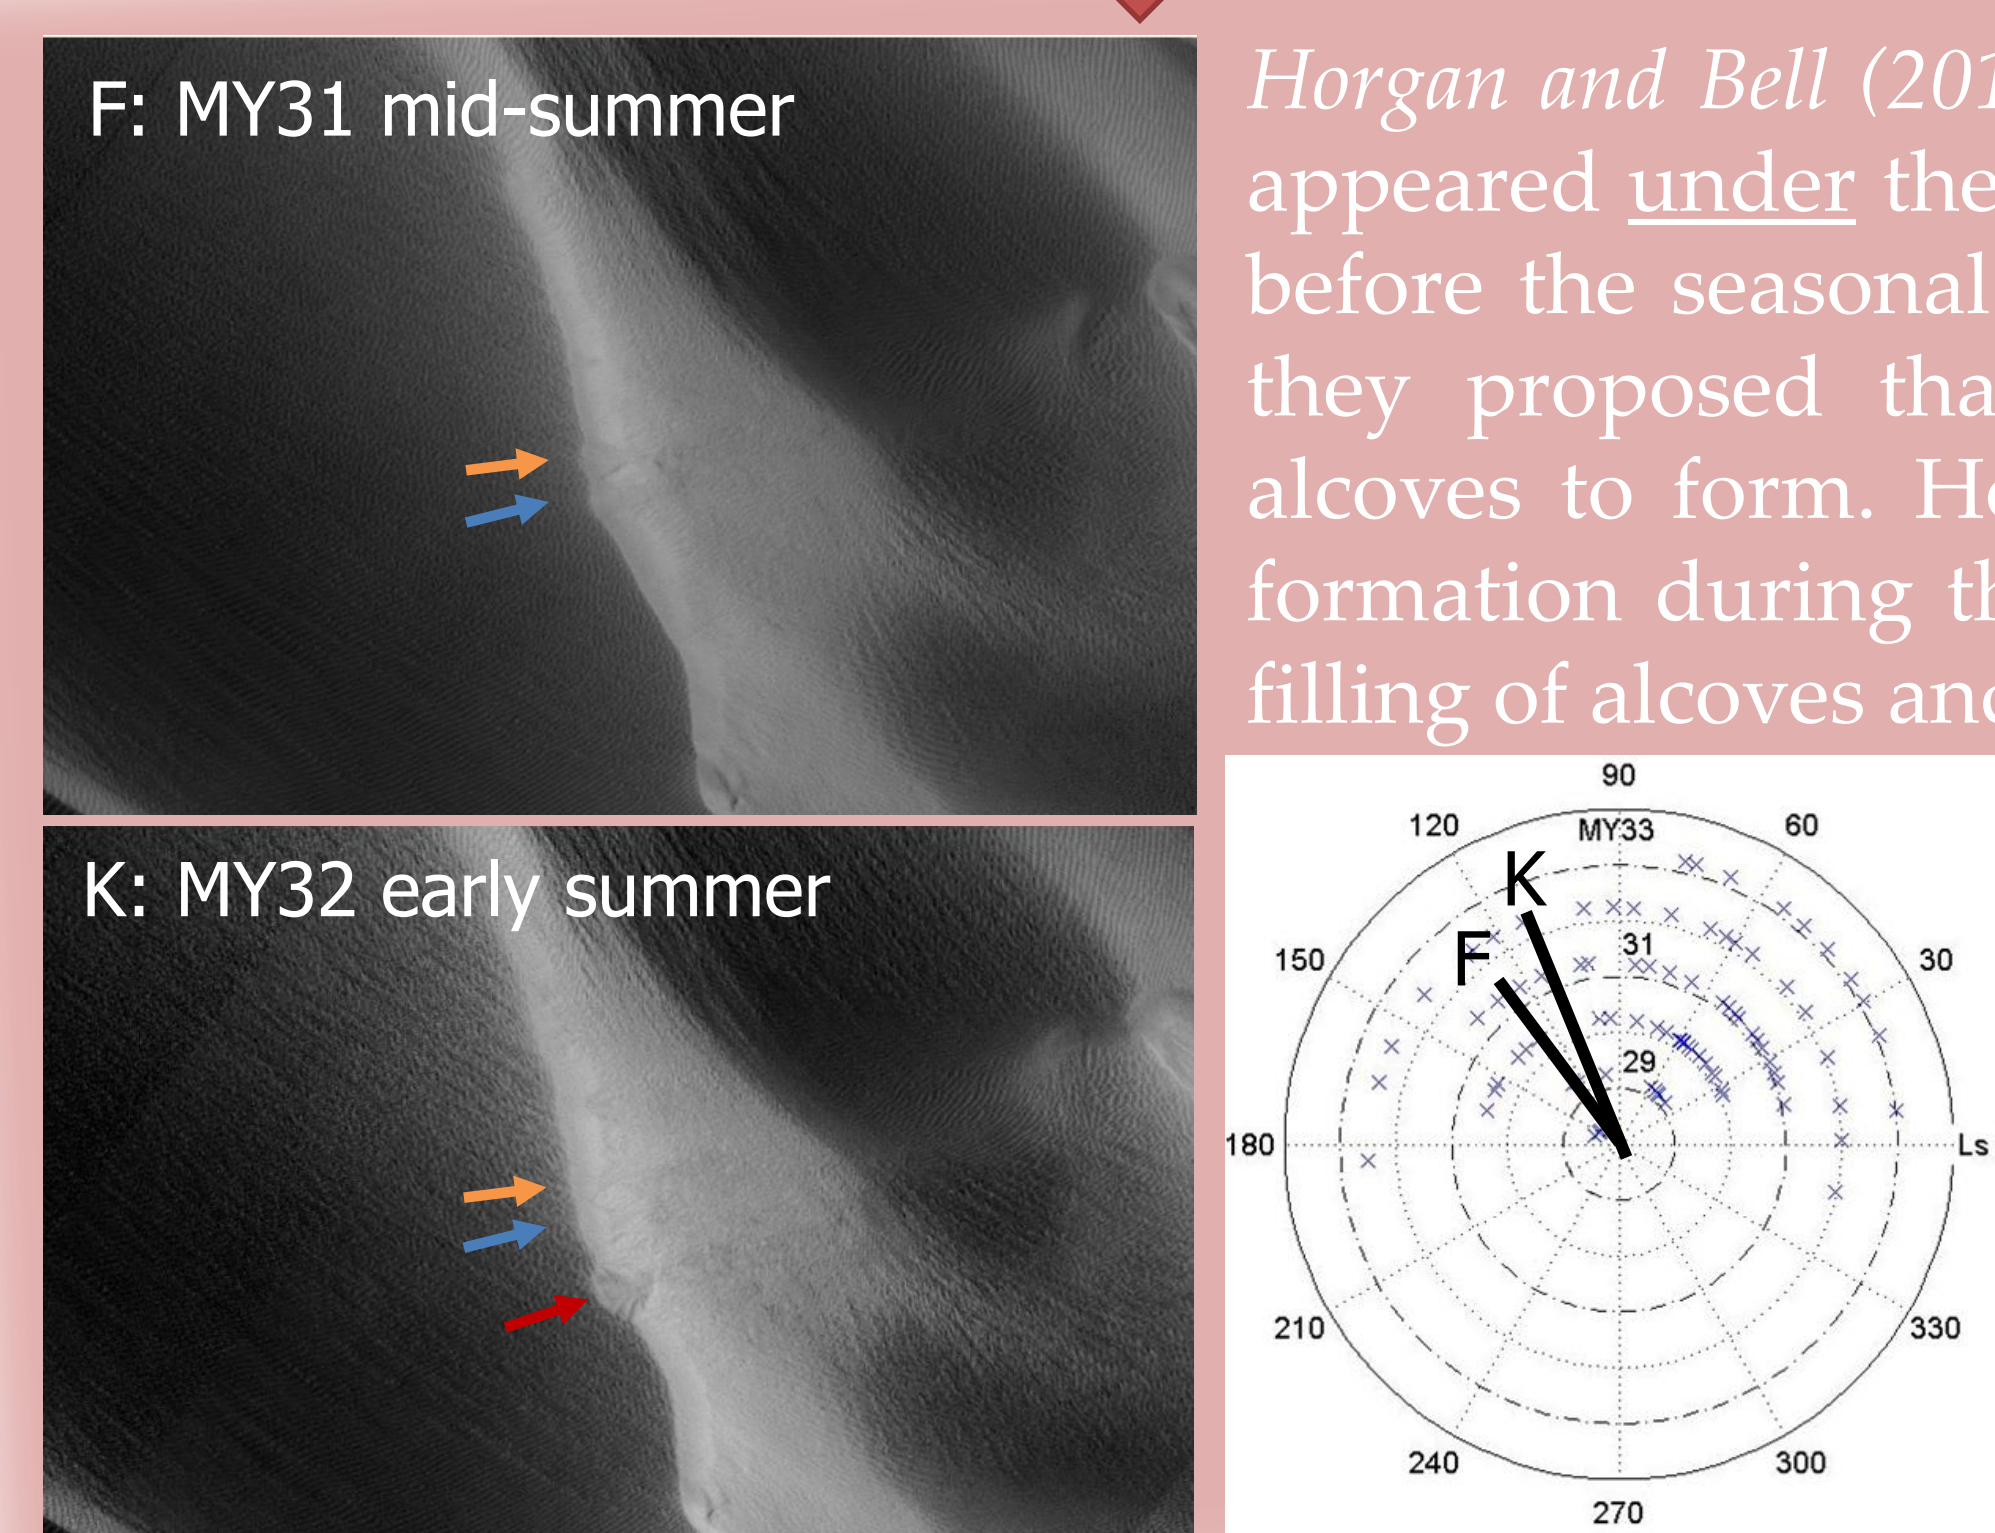 F: MY31 mid-summer
K: MY32 early summer
Horgan and Bell (201
appeared under the
before the seasonal
they proposed tha
alcoves to form. H
formation during th
filling of alcoves an
90
120
MY33
60
K
F
31
150
30
29
180
Ls
210
330
240
300
270